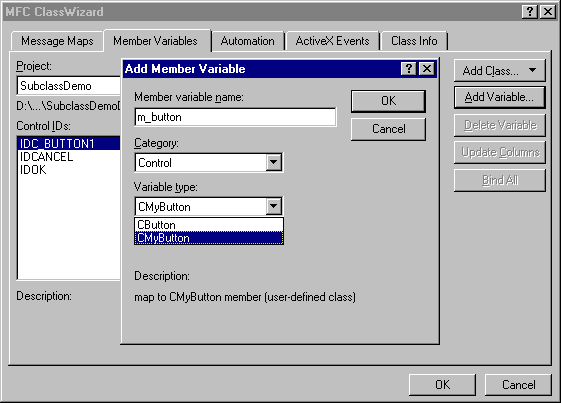 MFC ClassWizard
Message Maps
Member Variables
Automation
ActiveX Events
Class Info
Project:
SubclassDemo
D:\...\SubclassDemo
Control IDs:
IDC_BUTTON1
IDCANCEL
IDOK
Description:
Add Member Variable
Member variable name:
m_button
Category:
Control
Variable type:
CMyButton
CButton
CMyButton
Description:
map to CMyButton member (user-defined class)
OK
Cancel
Add Class...
Add Variable...
Delete Variable
Update Columns
Bind All
OK
Cancel